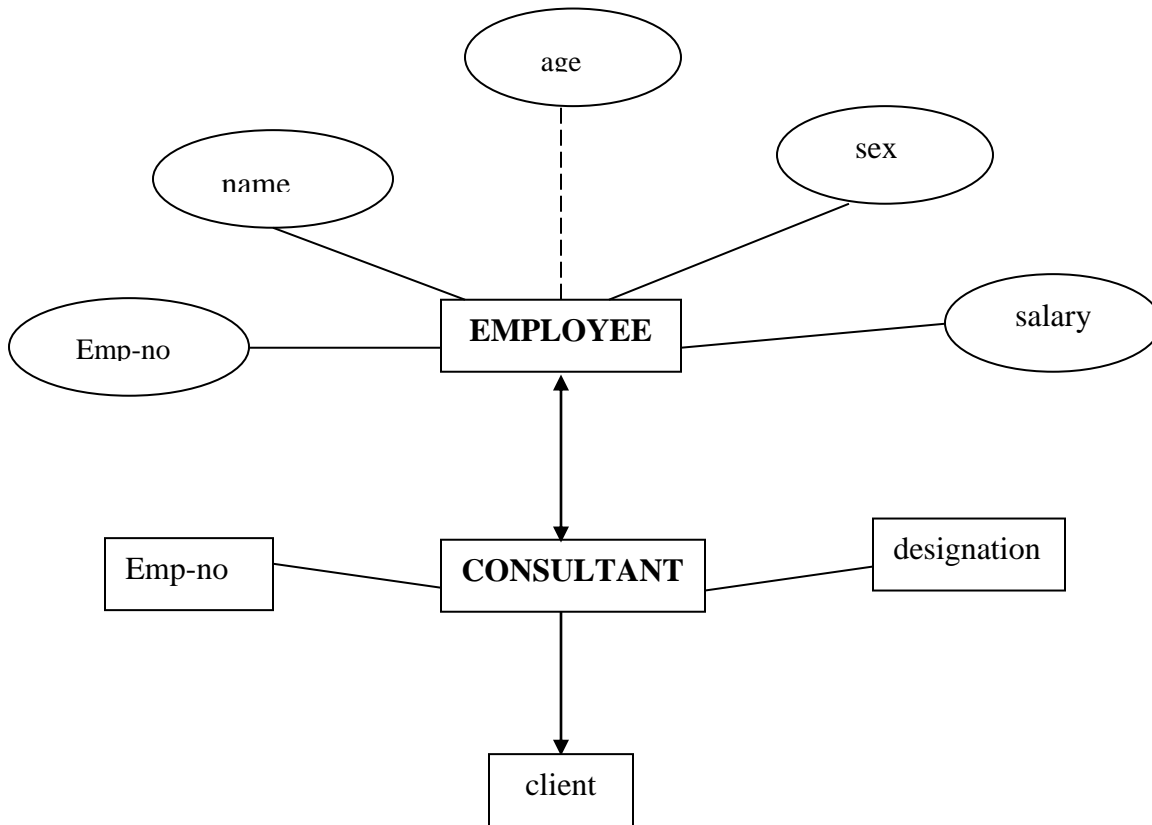 age
sex
name
salary
EMPLOYEE
Emp-no
designation
Emp-no
CONSULTANT
client